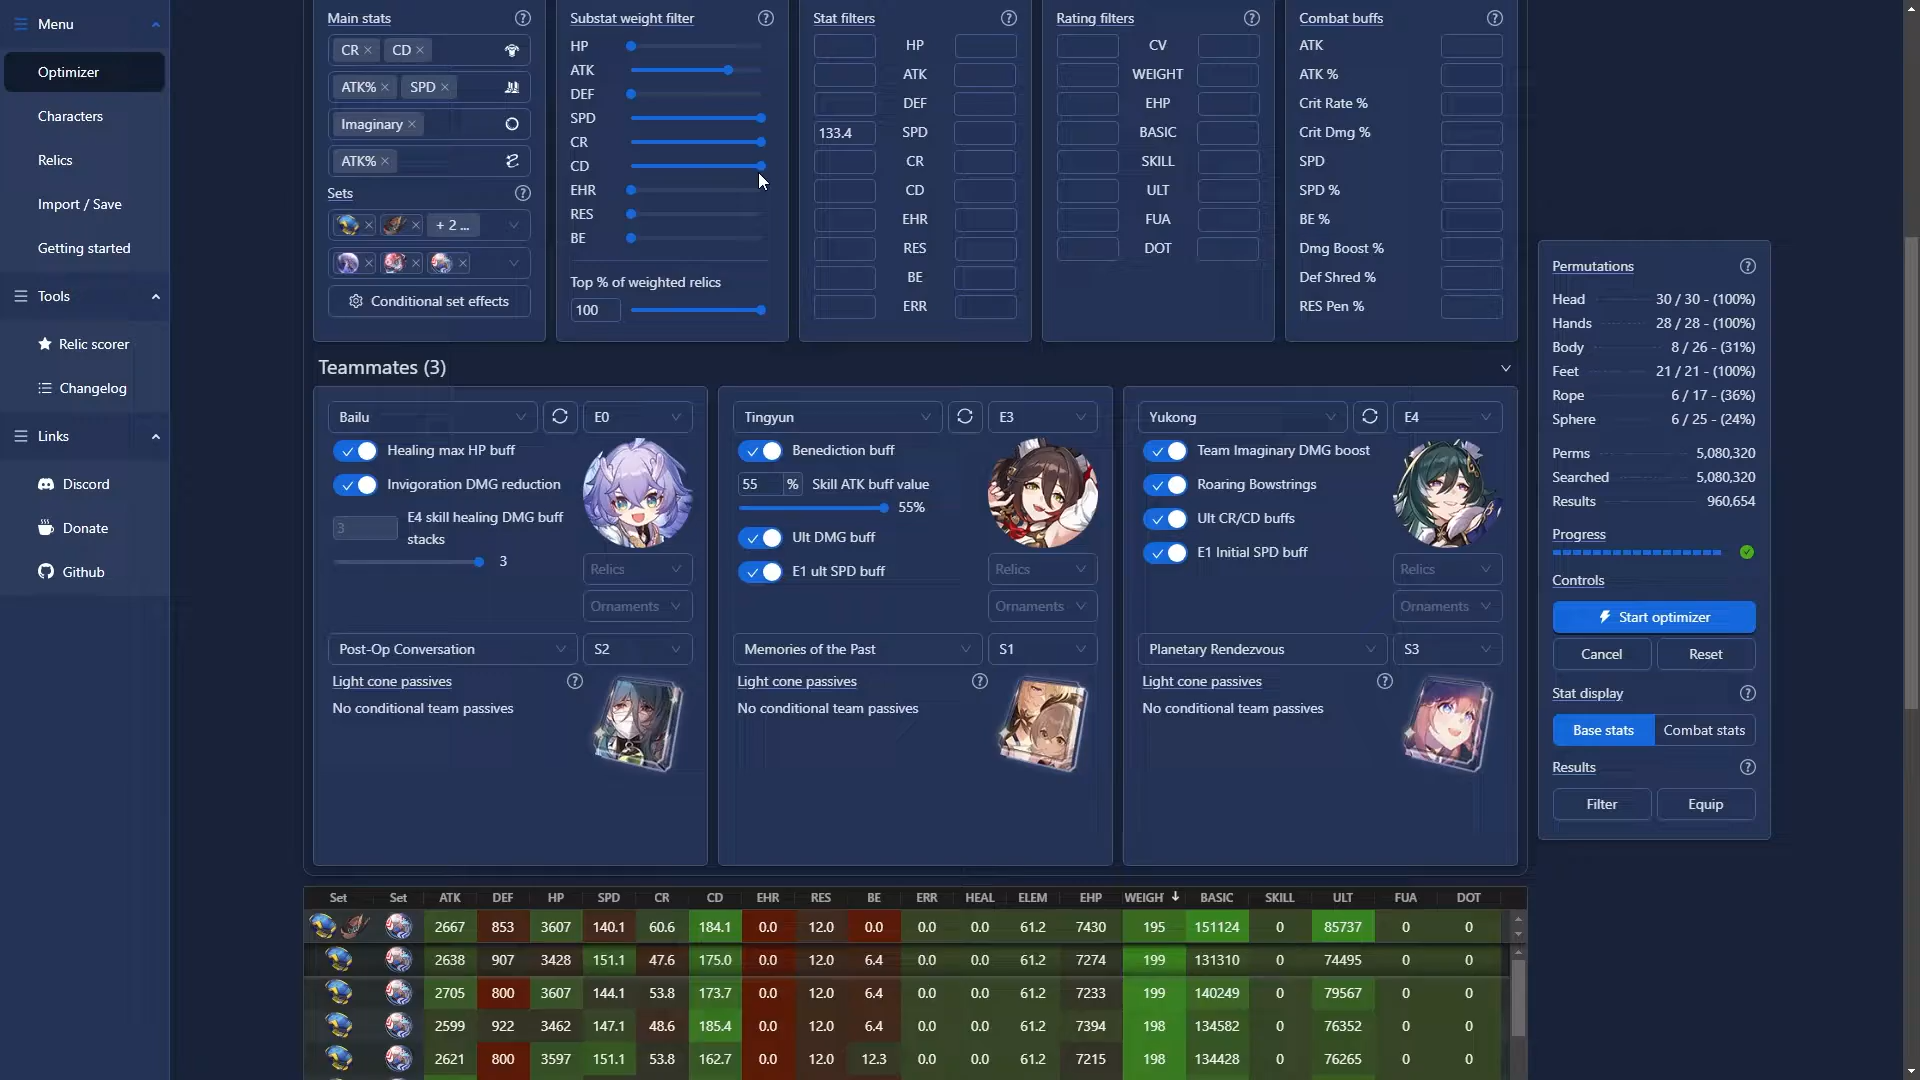 Menu
Optimizer
Characters
Relics
Import / Save
Getting started
Tools
Relic scorer
Changelog
Links
Discord
Donate
Github
Main stats
CR CD
ATK% SPD
Imaginary
ATK%
Sets
+ 2 ...
Conditional set effects
Substat weight filter
HP
ATK
DEF
SPD
CR
CD
EHR
RES
BE
Top % of weighted relics
100
Stat filters
HP
ATK
DEF
133.4 SPD
CR
CD
EHR
RES
BE
ERR
Rating filters
CV
WEIGHT
EHP
BASIC
SKILL
ULT
FUA
DOT
Combat buffs
ATK
ATK %
Crit Rate %
Crit Dmg %
SPD
SPD %
BE %
Dmg Boost %
Def Shred %
RES Pen %
Teammates (3)
Bailu E0
Healing max HP buff
Invigoration DMG reduction
3 E4 skill healing DMG buff
stacks
3
Relics
Ornaments
Post-Op Conversation S2
Light cone passives
No conditional team passives
Tingyun E3
Benediction buff
55 % Skill ATK buff value
55%
Ult DMG buff
E1 ult SPD buff
Relics
Ornaments
Memories of the Past S1
Light cone passives
No conditional team passives
Yukong E4
Team Imaginary DMG boost
Roaring Bowstrings
Ult CR/CD buffs
E1 Initial SPD buff
Relics
Ornaments
Planetary Rendezvous S3
Light cone passives
No conditional team passives
Permutations
Head 30 / 30 - (100%)
Hands 28 / 28 - (100%)
Body 8 / 26 - (31%)
Feet 21 / 21 - (100%)
Rope 6 / 17 - (36%)
Sphere 6 / 25 - (24%)
Perms 5,080,320
Searched 5,080,320
Results 960,654
Progress
Controls
Start optimizer
Cancel Reset
Stat display
Base stats Combat stats
Results
Filter Equip
Set Set ATK DEF HP SPD CR CD EHR RES BE ERR HEAL ELEM EHP WEIGH BASIC SKILL ULT FUA DOT
2667 853 3607 140.1 60.6 184.1 0.0 12.0 0.0 0.0 0.0 61.2 7430 195 151124 0 85737 0 0
2638 907 3428 151.1 47.6 175.0 0.0 12.0 6.4 0.0 0.0 61.2 7274 199 131310 0 74495 0 0
2705 800 3607 144.1 53.8 173.7 0.0 12.0 6.4 0.0 0.0 61.2 7233 199 140249 0 79567 0 0
2599 922 3462 147.1 48.6 185.4 0.0 12.0 6.4 0.0 0.0 61.2 7394 198 134582 0 76352 0 0
2621 800 3597 151.1 53.8 162.7 0.0 12.0 12.3 0.0 0.0 61.2 7215 198 134428 0 76265 0 0